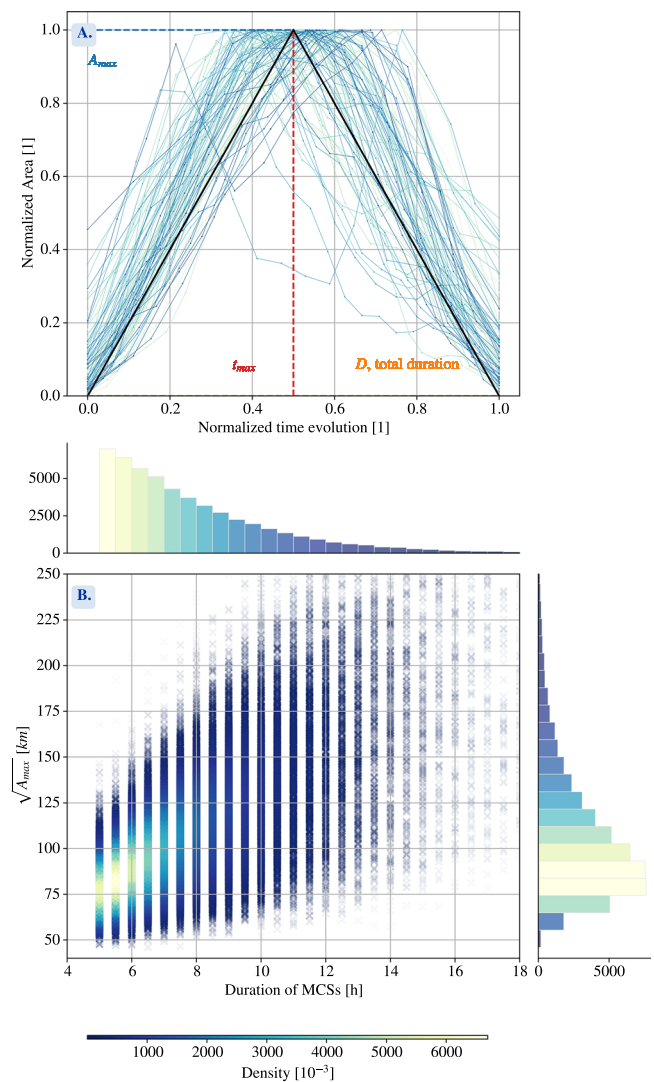 A.
1.0
A_max
0.8
0.6
0.4
0.2
0.0
Normalized Area [1]
t_max
D, total duration
0.0 0.2 0.4 0.6 0.8 1.0
Normalized time evolution [1]
5000
2500
0
B.
250
225
200
175
150
125
100
75
50
√A_max [km]
4 6 8 10 12 14 16 18
Duration of MCSs [h]
0 5000
1000 2000 3000 4000 5000 6000
Density [10⁻³]